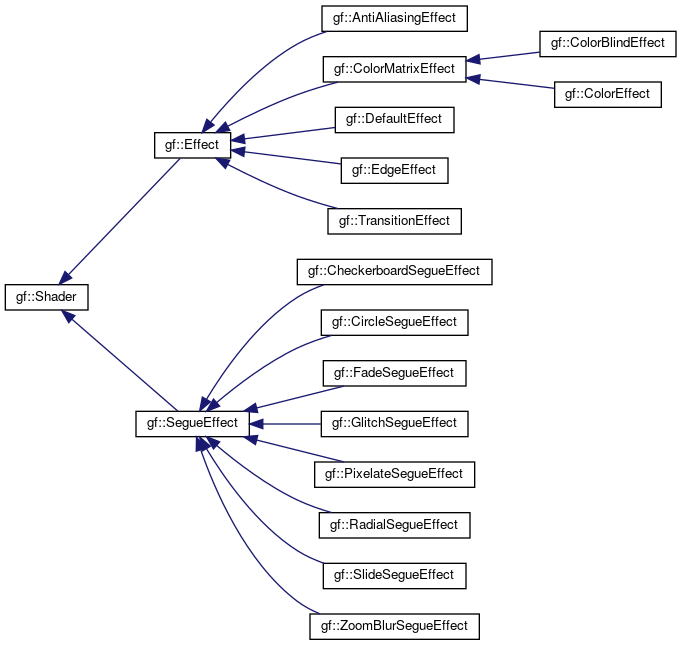 gf::AntiAliasingEffect
gf::ColorBlindEffect
gf::ColorMatrixEffect
gf::ColorEffect
gf::DefaultEffect
gf::Effect
gf::EdgeEffect
gf::TransitionEffect
gf::CheckerboardSegueEffect
gf::Shader
gf::CircleSegueEffect
gf::FadeSegueEffect
gf::SegueEffect
gf::GlitchSegueEffect
gf::PixelateSegueEffect
gf::RadialSegueEffect
gf::SlideSegueEffect
gf::ZoomBlurSegueEffect